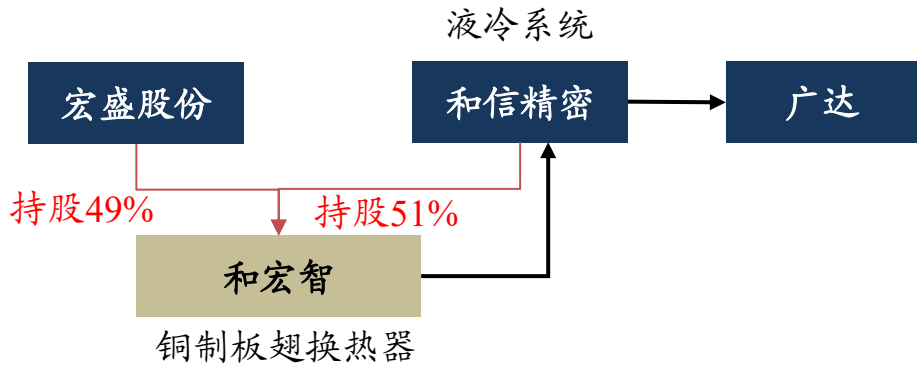 液冷系统
宏盛股份
和信精密
广达
持股49%
持股51%
和宏智
铜制板翅换热器